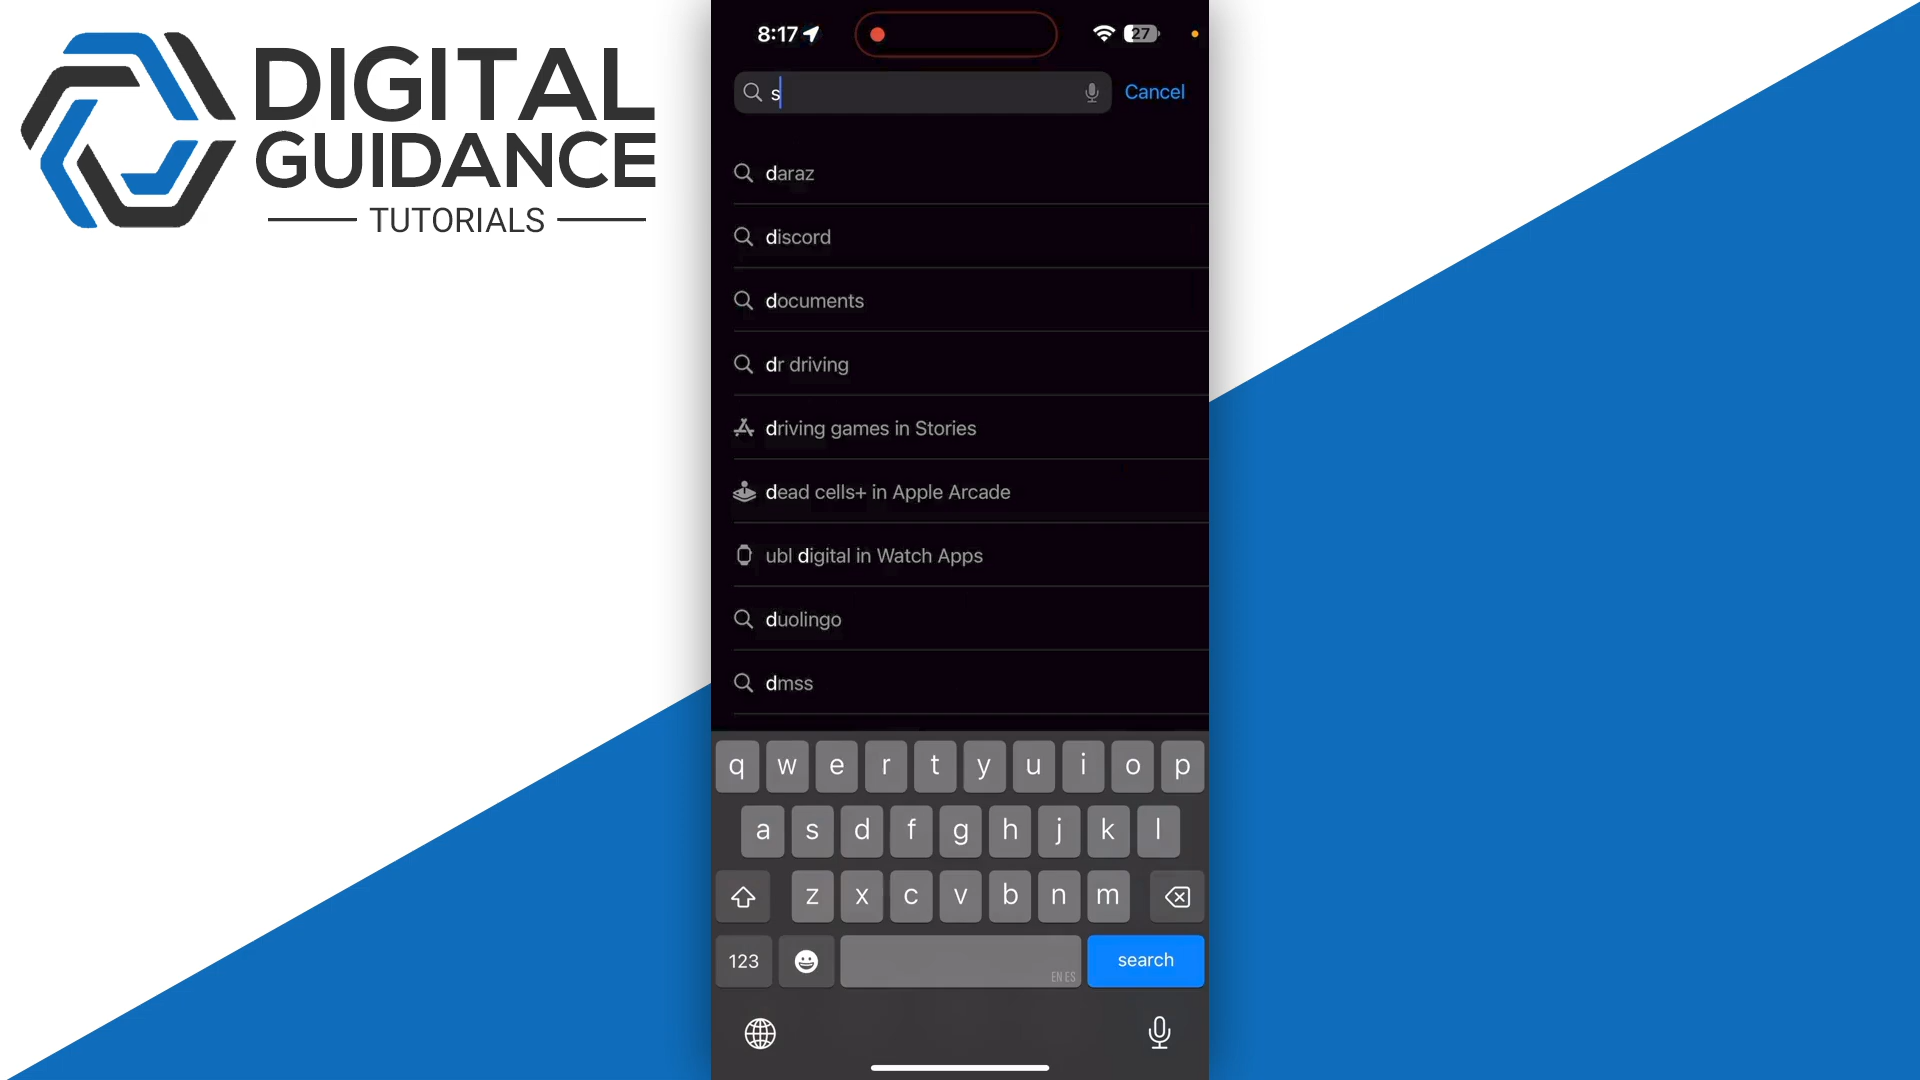 DIGITAL
GUIDANCE
TUTORIALS
8:17
27
s
Cancel
daraz
discord
documents
dr driving
driving games in Stories
dead cells+ in Apple Arcade
ubl digital in Watch Apps
duolingo
dmss
q w e r t y u i o p
a s d f g h j k l
z x c v b n m
123
EN ES
search